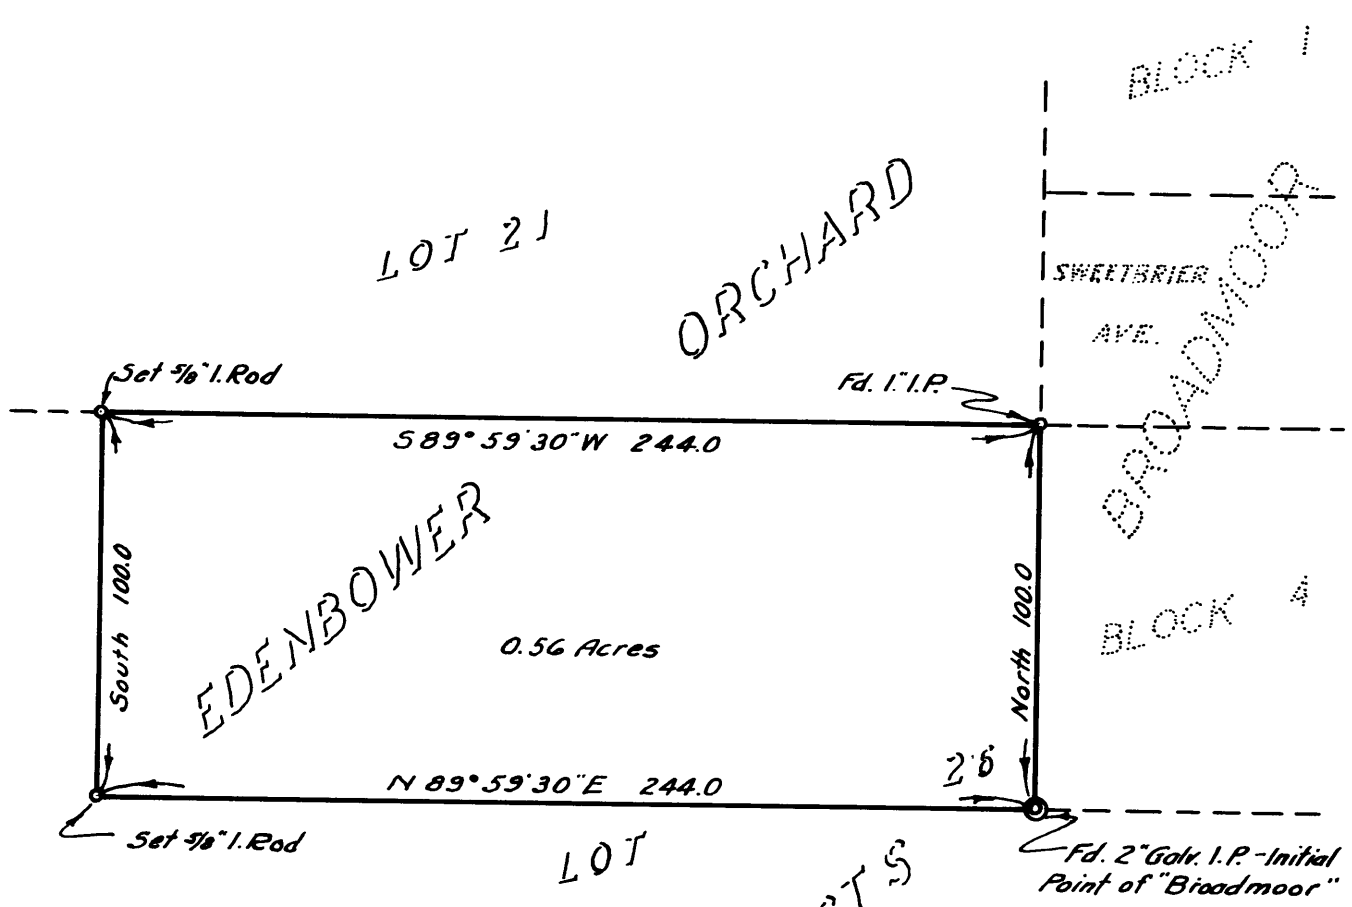 BLOCK 1
ORCHARD
LOT 21
SWEETBRIER
AVE.
BROADMOOR
Set 5/8" I. Rod
Fd. 1" I.P.
S 89° 59' 30" W 244.0
EDENBOWER
South 100.0
North 100.0
BLOCK 4
0.56 Acres
N 89° 59' 30" E 244.0
Set 5/8" I. Rod
LOT
Fd. 2" Galv. I.P. - Initial
Point of "Broadmoor"